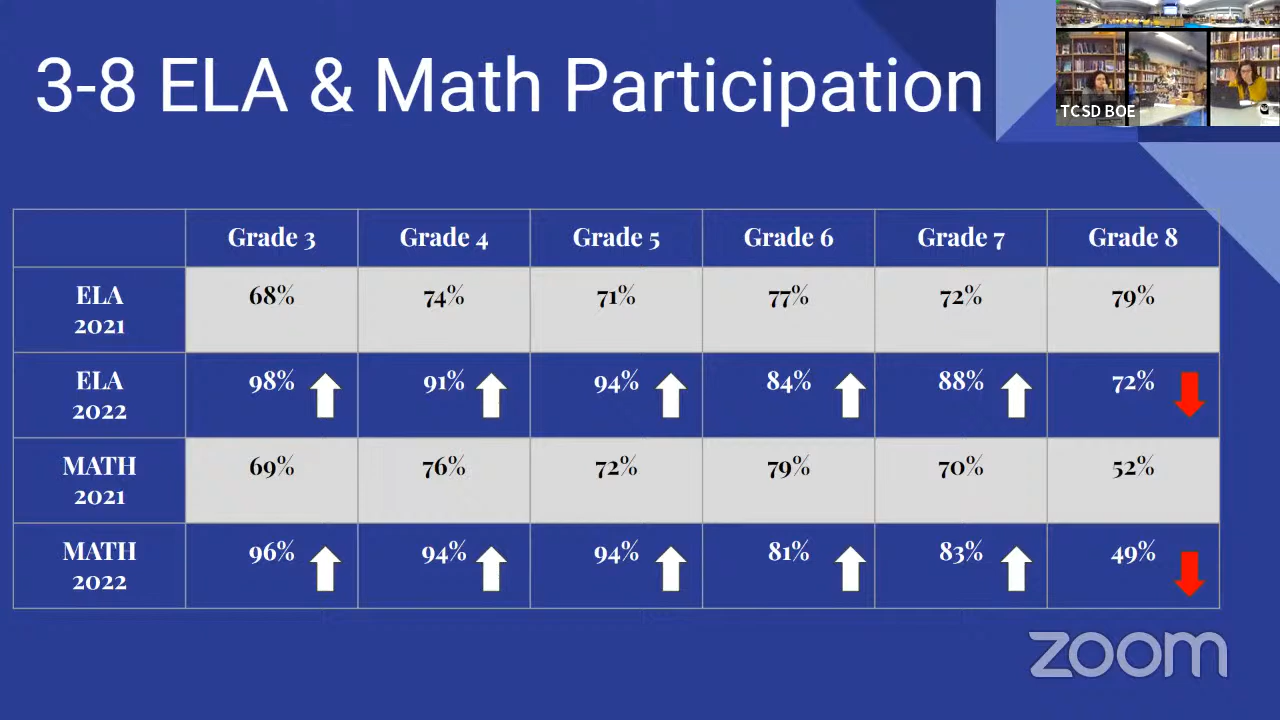 3-8 ELA & Math Participation
TCSD BOE
Grade 3 Grade 4 Grade 5 Grade 6 Grade 7 Grade 8
ELA 2021 68% 74% 71% 77% 72% 79%
ELA 2022 98% 91% 94% 84% 88% 72%
MATH 2021 69% 76% 72% 79% 70% 52%
MATH 2022 96% 94% 94% 81% 83% 49%
zoom